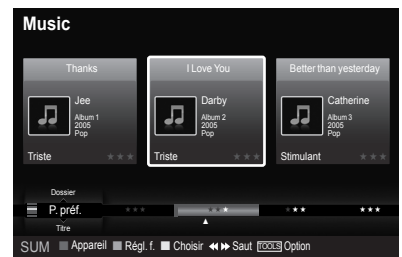 Music
Thanks
I Love You
Better than yesterday
Jee
Album 1
2005
Pop
Triste ★★★
Darby
Album 2
2005
Pop
Triste ★★★
Catherine
Album 3
2005
Pop
Stimulant ★★★
Dossier
P. préf. ★★★ ★★★ ★★★ ★★★
Titre
SUM Appareil Régl. f. Choisir Saut TOOLS Option